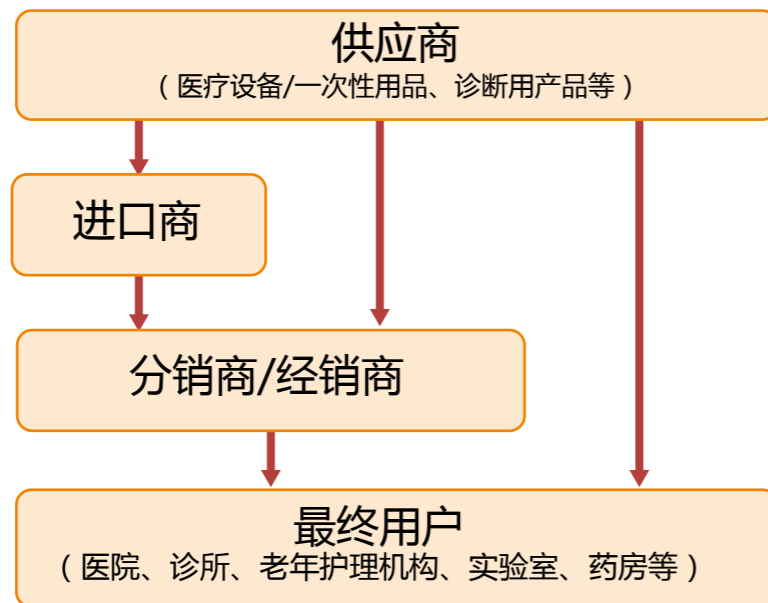 供应商
（医疗设备/一次性用品、诊断用产品等）
进口商
分销商/经销商
最终用户
（医院、诊所、老年护理机构、实验室、药房等）